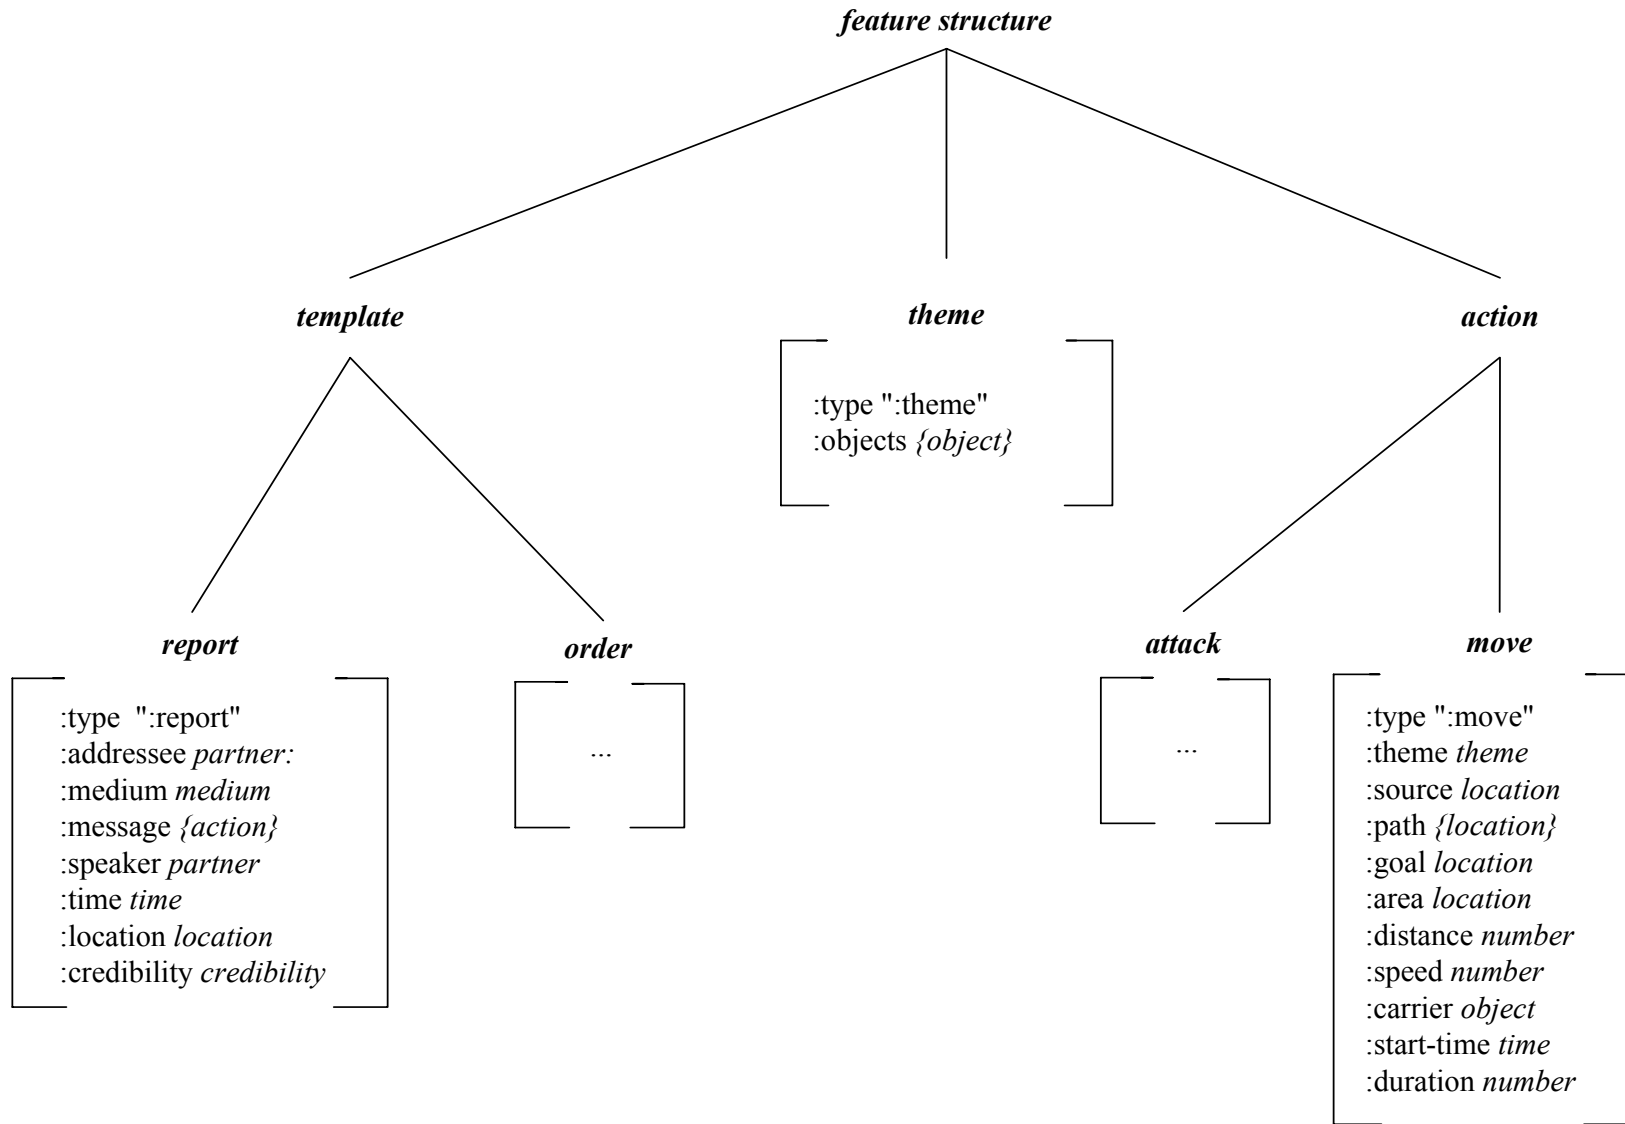 feature structure
template
theme
action
:type ":theme"
:objects {object}
report
order
attack
move
:type ":report"
:addressee partner:
:medium medium
:message {action}
:speaker partner
:time time
:location location
:credibility credibility
...
...
:type ":move"
:theme theme
:source location
:path {location}
:goal location
:area location
:distance number
:speed number
:carrier object
:start-time time
:duration number